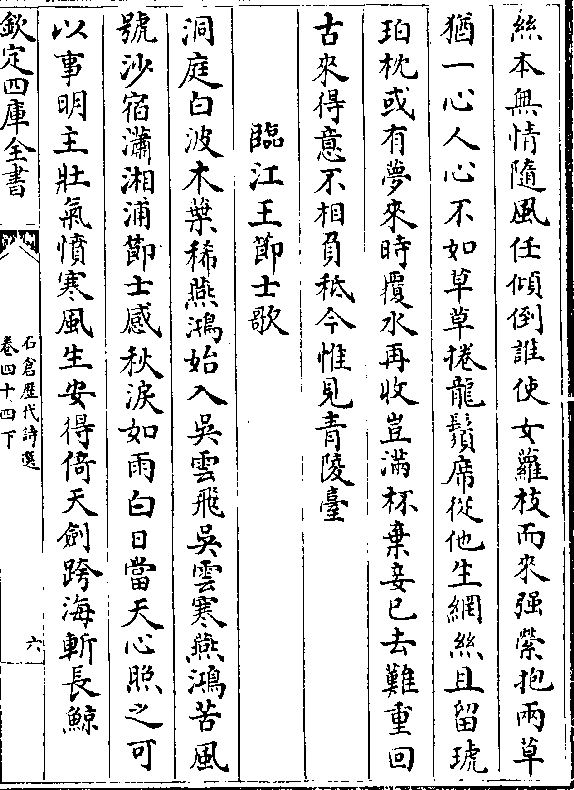 絲本無情隨風任傾倒誰使女蘿枝而來强縈抱兩草
猶一心人心不如草草捲龍鬚席從他生網絲且留琥
珀枕或有夢來時覆水再收豈滿杯棄妾已去難重回
古來得意不相負秪今惟見青陵臺
臨江王節士歌
洞庭白波木葉稀燕鴻始入吳雲飛吳雲寒燕鴻苦風
號沙宿瀟湘浦節士感秋淚如雨白日當天心照之可
以事明主壯氣憤寒風生安得倚天劍跨海斬長鯨
欽定四庫全書
石倉歷代詩選
卷四十四下
六